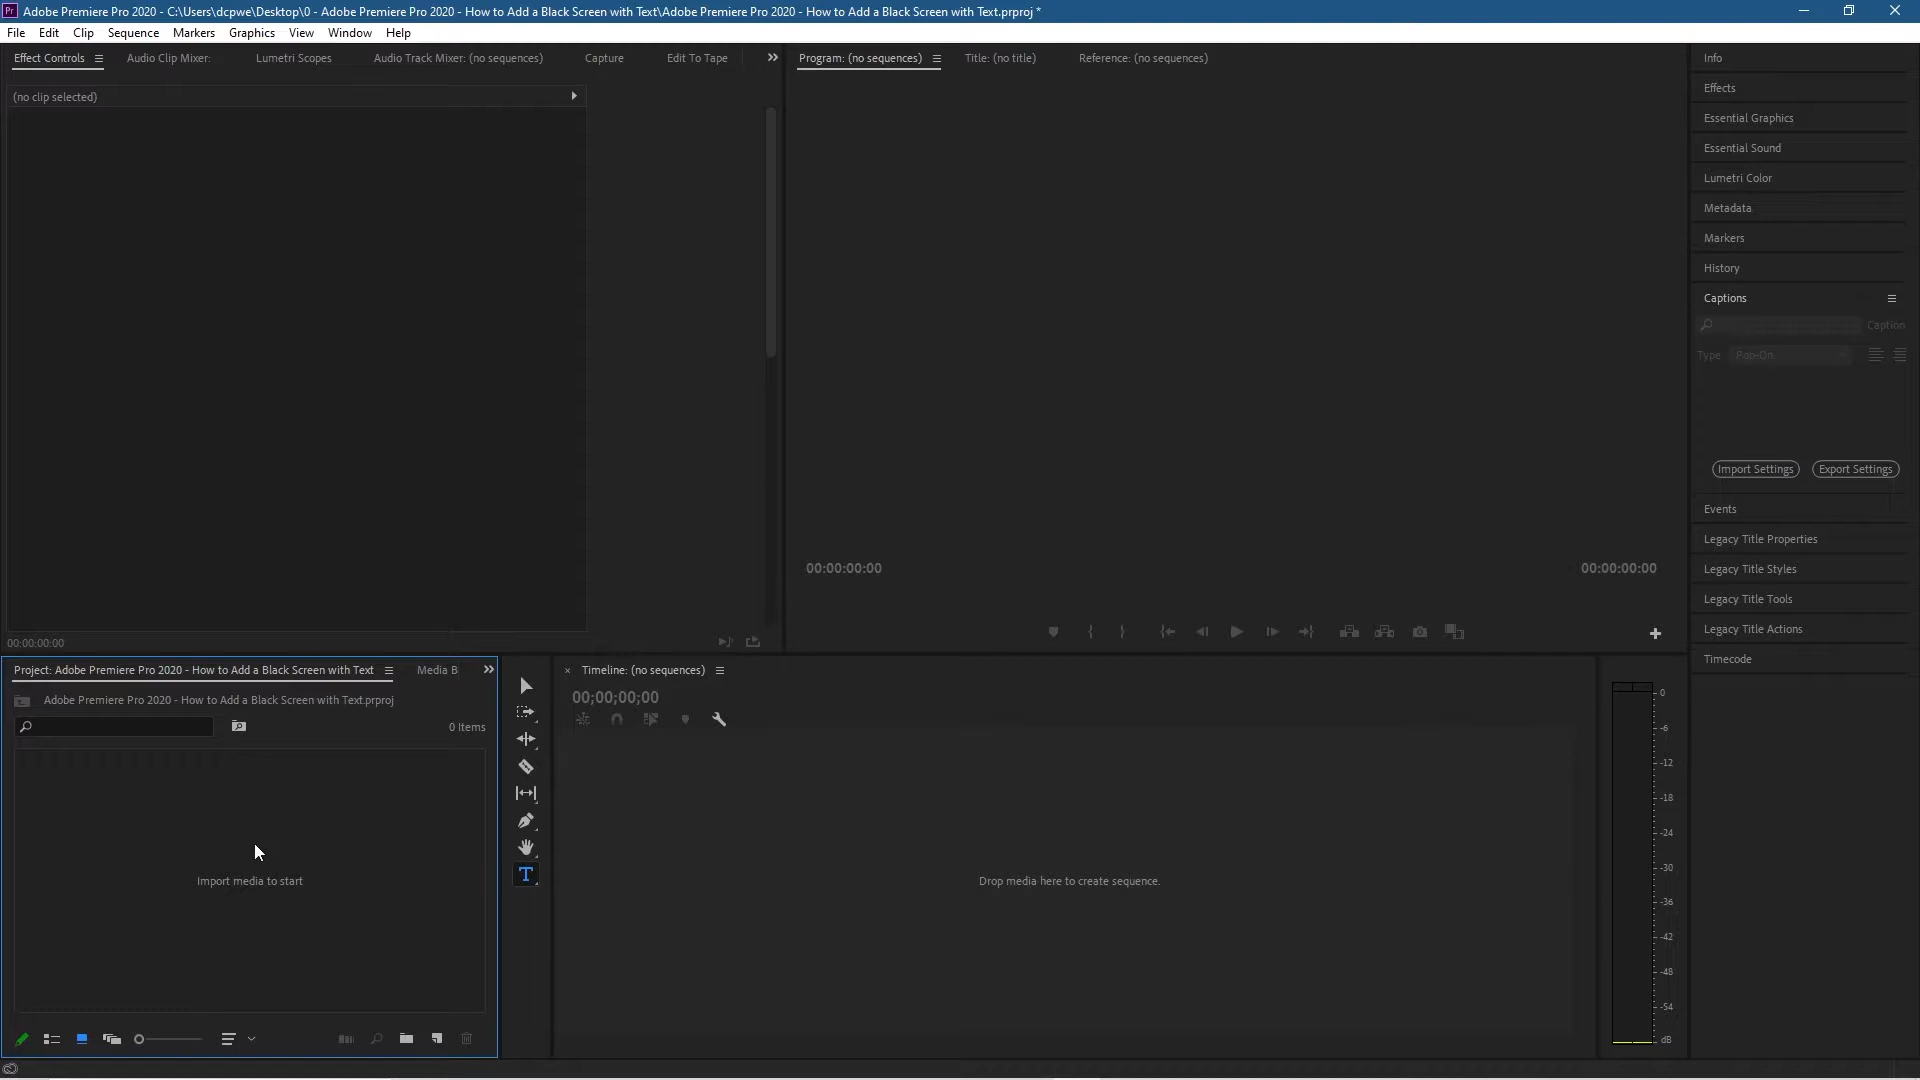 Pr Adobe Premiere Pro 2020 - C:\Users\dcpwe\Desktop\0 - Adobe Premiere Pro 2020 - How to Add a Black Screen with Text\Adobe Premiere Pro 2020 - How to Add a Black Screen with Text.prproj *
File Edit Clip Sequence Markers Graphics View Window Help
Effect Controls Audio Clip Mixer: Lumetri Scopes Audio Track Mixer: (no sequences) Capture Edit To Tape
(no clip selected)
00:00:00:00
Program: (no sequences) Title: (no title) Reference: (no sequences)
00:00:00:00 00:00:00:00
Info
Effects
Essential Graphics
Essential Sound
Lumetri Color
Metadata
Markers
History
Captions
Caption
Type Pop-On
Import Settings Export Settings
Events
Legacy Title Properties
Legacy Title Styles
Legacy Title Tools
Legacy Title Actions
Timecode
Project: Adobe Premiere Pro 2020 - How to Add a Black Screen with Text Media B
Adobe Premiere Pro 2020 - How to Add a Black Screen with Text.prproj
0 Items
Import media to start
T
Timeline: (no sequences)
00;00;00;00
Drop media here to create sequence.
0
-6
-12
-18
-24
-30
-36
-42
-48
-54
dB